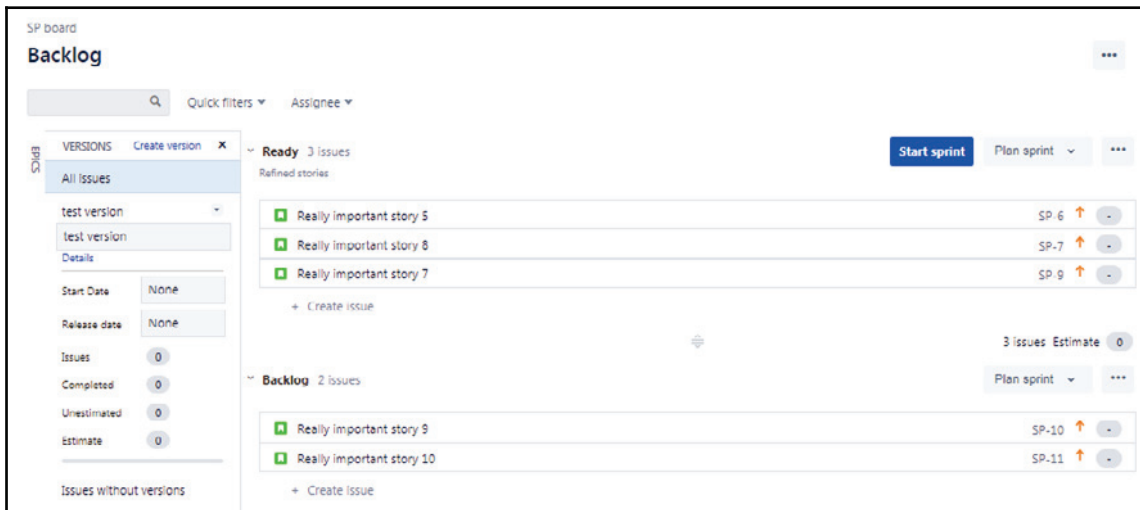 SP board
Backlog
•••
Quick filters Assignee
EPICS
VERSIONS Create version x
All Issues
test version
test version
Details
Start Date None
Release date None
Issues 0
Completed 0
Unestimated 0
Estimate 0
Issues without versions
Ready 3 issues Start sprint Plan sprint •••
Refined stories
Really important story 5 SP-6 -
Really important story 8 SP-7 -
Really important story 7 SP-9 -
+ Create issue
3 issues Estimate 0
Backlog 2 issues Plan sprint •••
Really important story 9 SP-10 -
Really important story 10 SP-11 -
+ Create issue